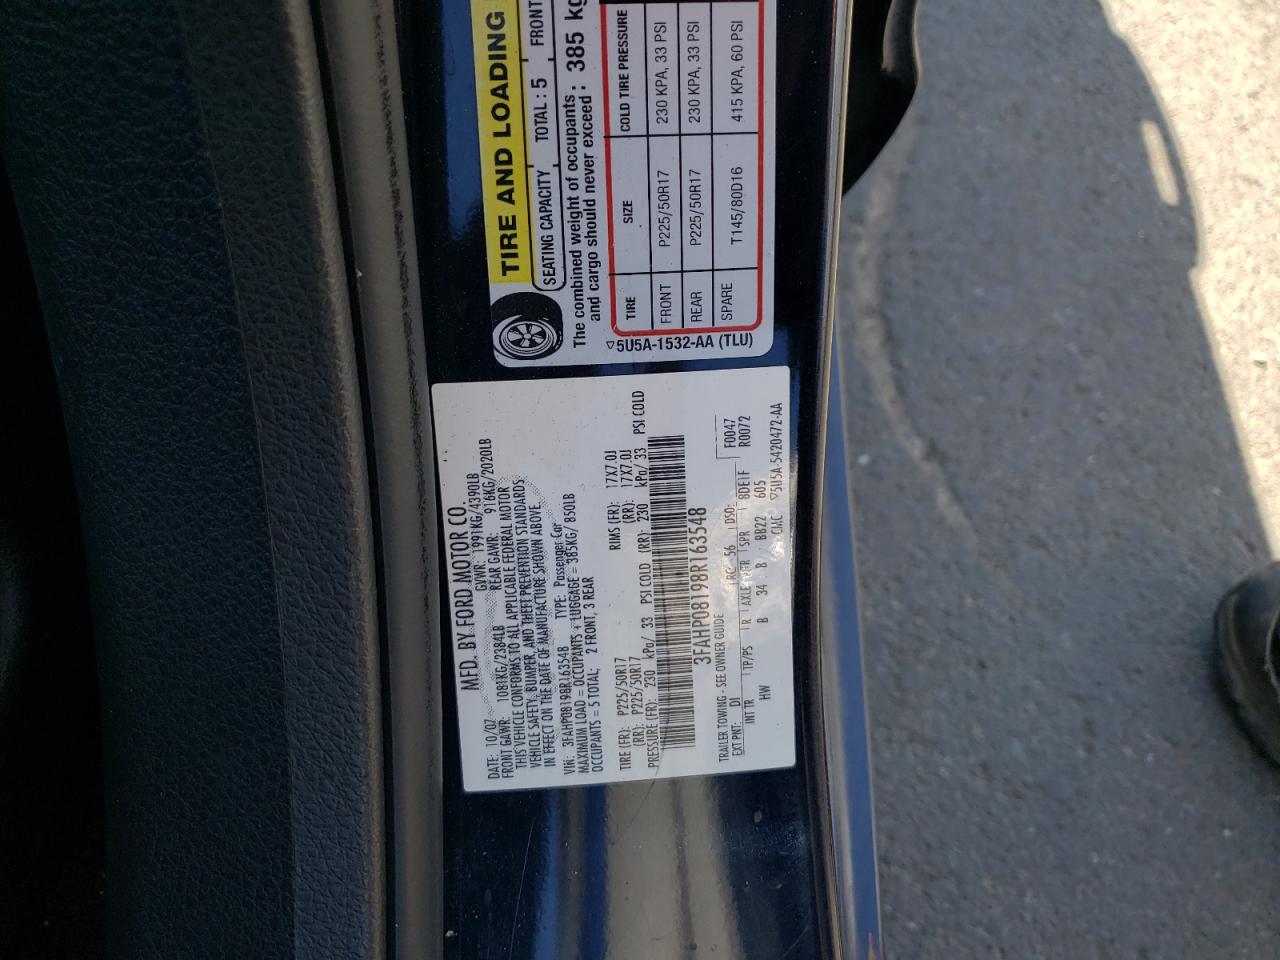 TIRE AND LOADING
SEATING CAPACITY TOTAL : 5 FRONT
The combined weight of occupants
and cargo should never exceed : 385 kg
TIRE SIZE COLD TIRE PRESSURE
FRONT P225/50R17 230 KPA, 33 PSI
REAR P225/50R17 230 KPA, 33 PSI
SPARE T145/80D16 415 KPA, 60 PSI
5U5A-1532-AA (TLU)
MFD. BY FORD MOTOR CO.
DATE: 10/07 GVWR: 1991KG/4390LB
FRONT GAWR: 1081KG/2384LB REAR GAWR: 916KG/2020LB
THIS VEHICLE CONFORMS TO ALL APPLICABLE FEDERAL MOTOR
VEHICLE SAFETY, BUMPER, AND THEFT PREVENTION STANDARDS
IN EFFECT ON THE DATE OF MANUFACTURE SHOWN ABOVE.
VIN: 3FAHP08198R163548 TYPE: Passenger Car
MAXIMUM LOAD = OCCUPANTS + LUGGAGE = 385KG/ 850LB
OCCUPANTS = 5 TOTAL; 2 FRONT, 3 REAR
TIRE (FR): P225/50R17 RIMS (FR): 17X7.0J
(RR): P225/50R17 (RR): 17X7.0J
PRESSURE (FR): 230 kPa/ 33 PSI COLD (RR): 230 kPa/ 33 PSI COLD
3FAHP08198R163548
TRAILER TOWING - SEE OWNER GUIDE F0047
EXT PNT: DI RC: 56 DSO: R0072
INT TR TP/PS R AXLE TR SPR 8DE1F
HW B 34 B BB22 605
CMC 5U5A-5420472-AA